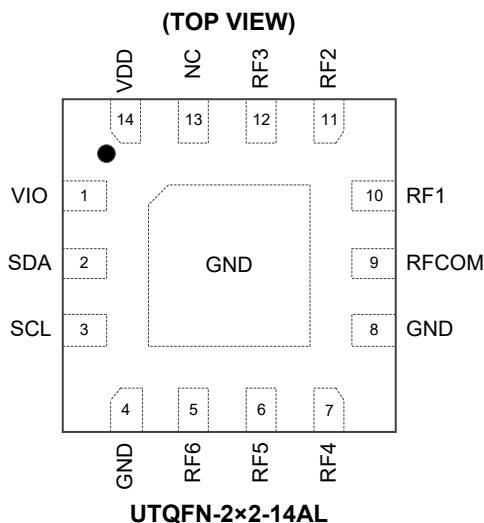 (TOP VIEW)
VDD
NC
RF3
RF2
14
13
12
11
VIO
1
10
RF1
SDA
2
GND
9
RFCOM
SCL
3
8
GND
4
5
6
7
GND
RF6
RF5
RF4
UTQFN-2×2-14AL